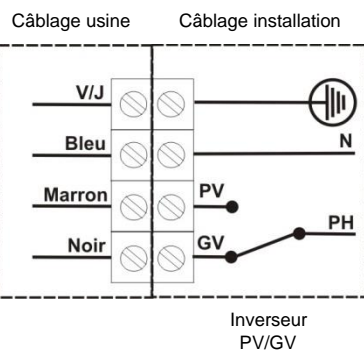 Câblage usine Câblage installation
V/J
Bleu N
Marron PV
Noir GV PH
Inverseur
PV/GV